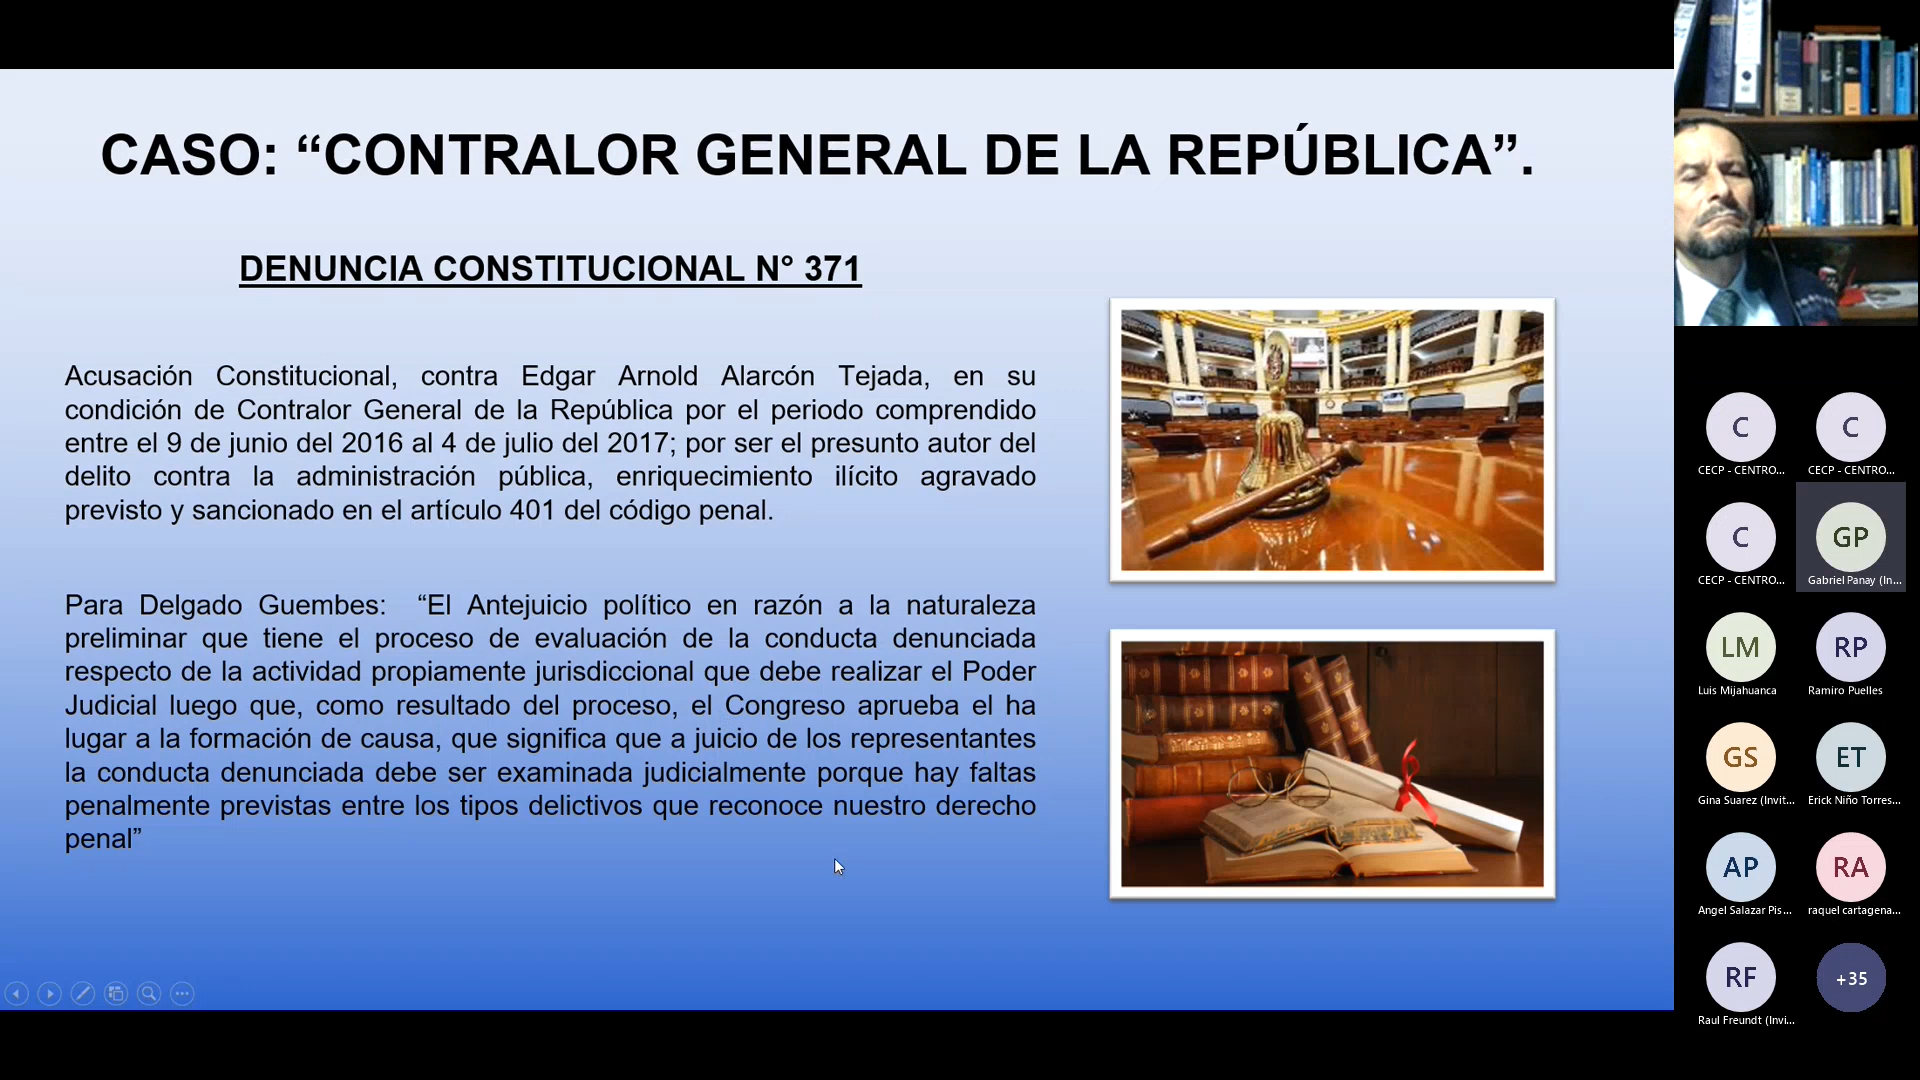 CASO: “CONTRALOR GENERAL DE LA REPÚBLICA”.
DENUNCIA CONSTITUCIONAL N° 371
Acusación Constitucional, contra Edgar Arnold Alarcón Tejada, en su
condición de Contralor General de la República por el periodo comprendido
entre el 9 de junio del 2016 al 4 de julio del 2017; por ser el presunto autor del
delito contra la administración pública, enriquecimiento ilícito agravado
previsto y sancionado en el artículo 401 del código penal.
Para Delgado Guembes: “El Antejuicio político en razón a la naturaleza
preliminar que tiene el proceso de evaluación de la conducta denunciada
respecto de la actividad propiamente jurisdiccional que debe realizar el Poder
Judicial luego que, como resultado del proceso, el Congreso aprueba el ha
lugar a la formación de causa, que significa que a juicio de los representantes
la conducta denunciada debe ser examinada judicialmente porque hay faltas
penalmente previstas entre los tipos delictivos que reconoce nuestro derecho
penal”
C
C
CECP - CENTRO...
CECP - CENTRO...
C
GP
CECP - CENTRO...
Gabriel Panay (In...
LM
RP
Luis Mijahuanca
Ramiro Puelles
GS
ET
Gina Suarez (Invit...
Erick Niño Torres...
AP
RA
Angel Salazar Pis...
raquel cartagena...
RF
+35
Raul Freundt (Invi...